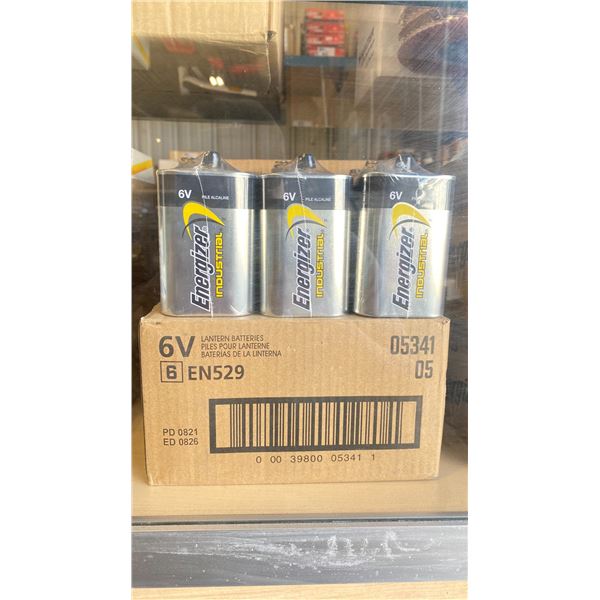 6V
PILE ALCALINE
Energizer
INDUSTRIAL
6V
PILE ALCALINE
Energizer
INDUSTRIAL
6V
PILE ALCALINE
Energizer
INDUSTRIAL
6V LANTERN BATTERIES
PILES POUR LANTERNE
BATERIAS DE LA LINTERNA
6 EN529
05341
05
PD 0821
ED 0826
0 00 39800 05341 1